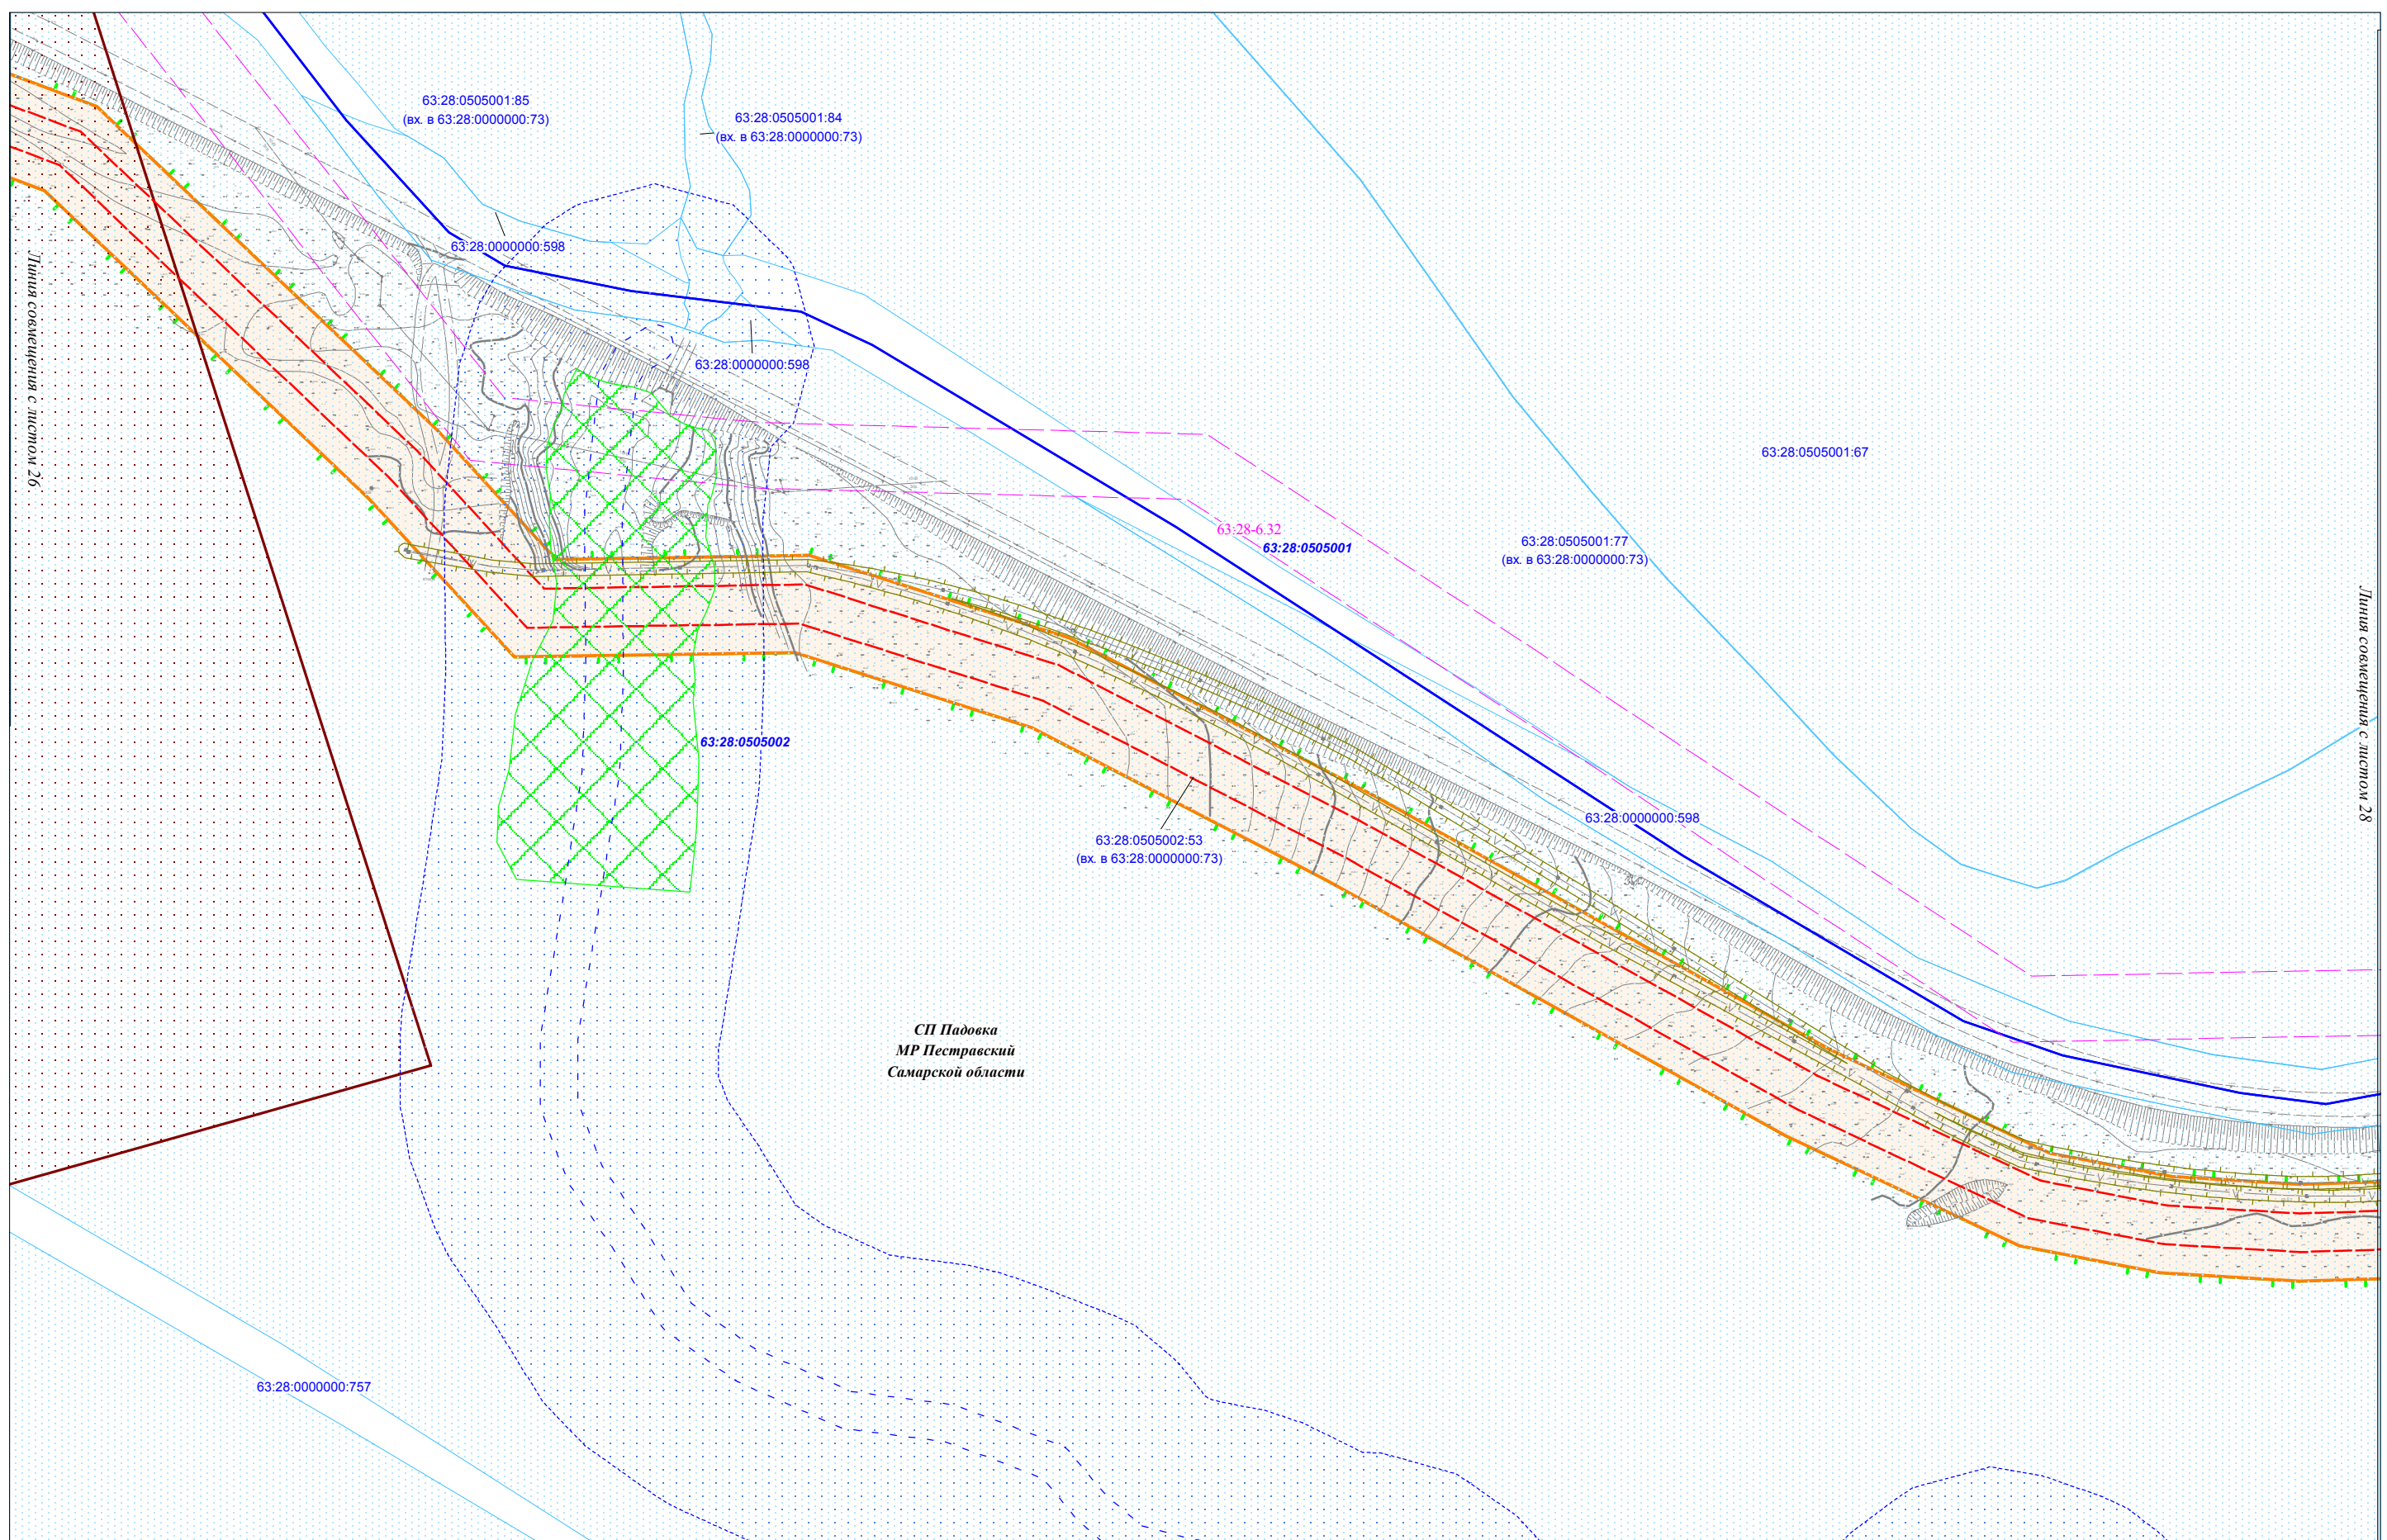 63:28:0505001:85
(вх. в 63:28:0000000:73)
63:28:0505001:84
(вх. в 63:28:0000000:73)
63:28:0000000:598
63:28:0000000:598
Линия совмещения с листом 26
63:28:0505001:67
63:28-6.32
63:28:0505001
63:28:0505001:77
(вх. в 63:28:0000000:73)
Линия совмещения с листом 28
63:28:0505002
63:28:0000000:598
63:28:0505002:53
(вх. в 63:28:0000000:73)
СП Падовка
МР Пестравский
Самарской области
63:28:0000000:757